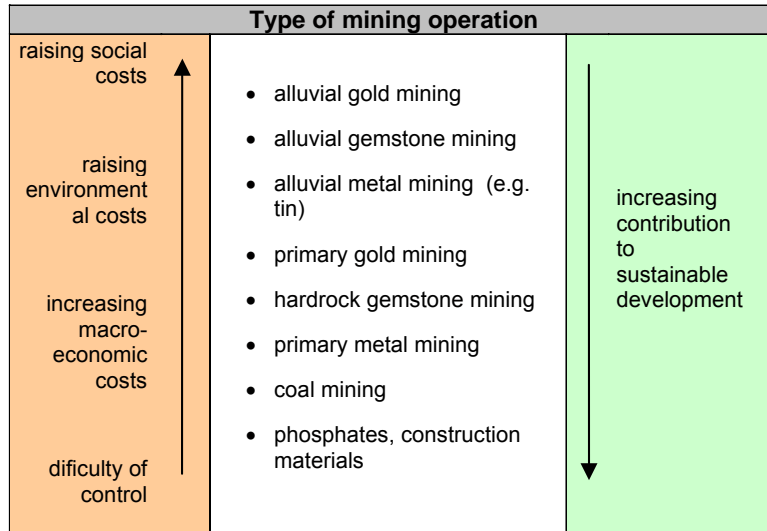 Type of mining operation
raising social
costs
raising
environment
al costs
increasing
macro-
economic
costs
dificulty of
control
• alluvial gold mining
• alluvial gemstone mining
• alluvial metal mining (e.g.
tin)
• primary gold mining
• hardrock gemstone mining
• primary metal mining
• coal mining
• phosphates, construction
materials
increasing
contribution
to
sustainable
development